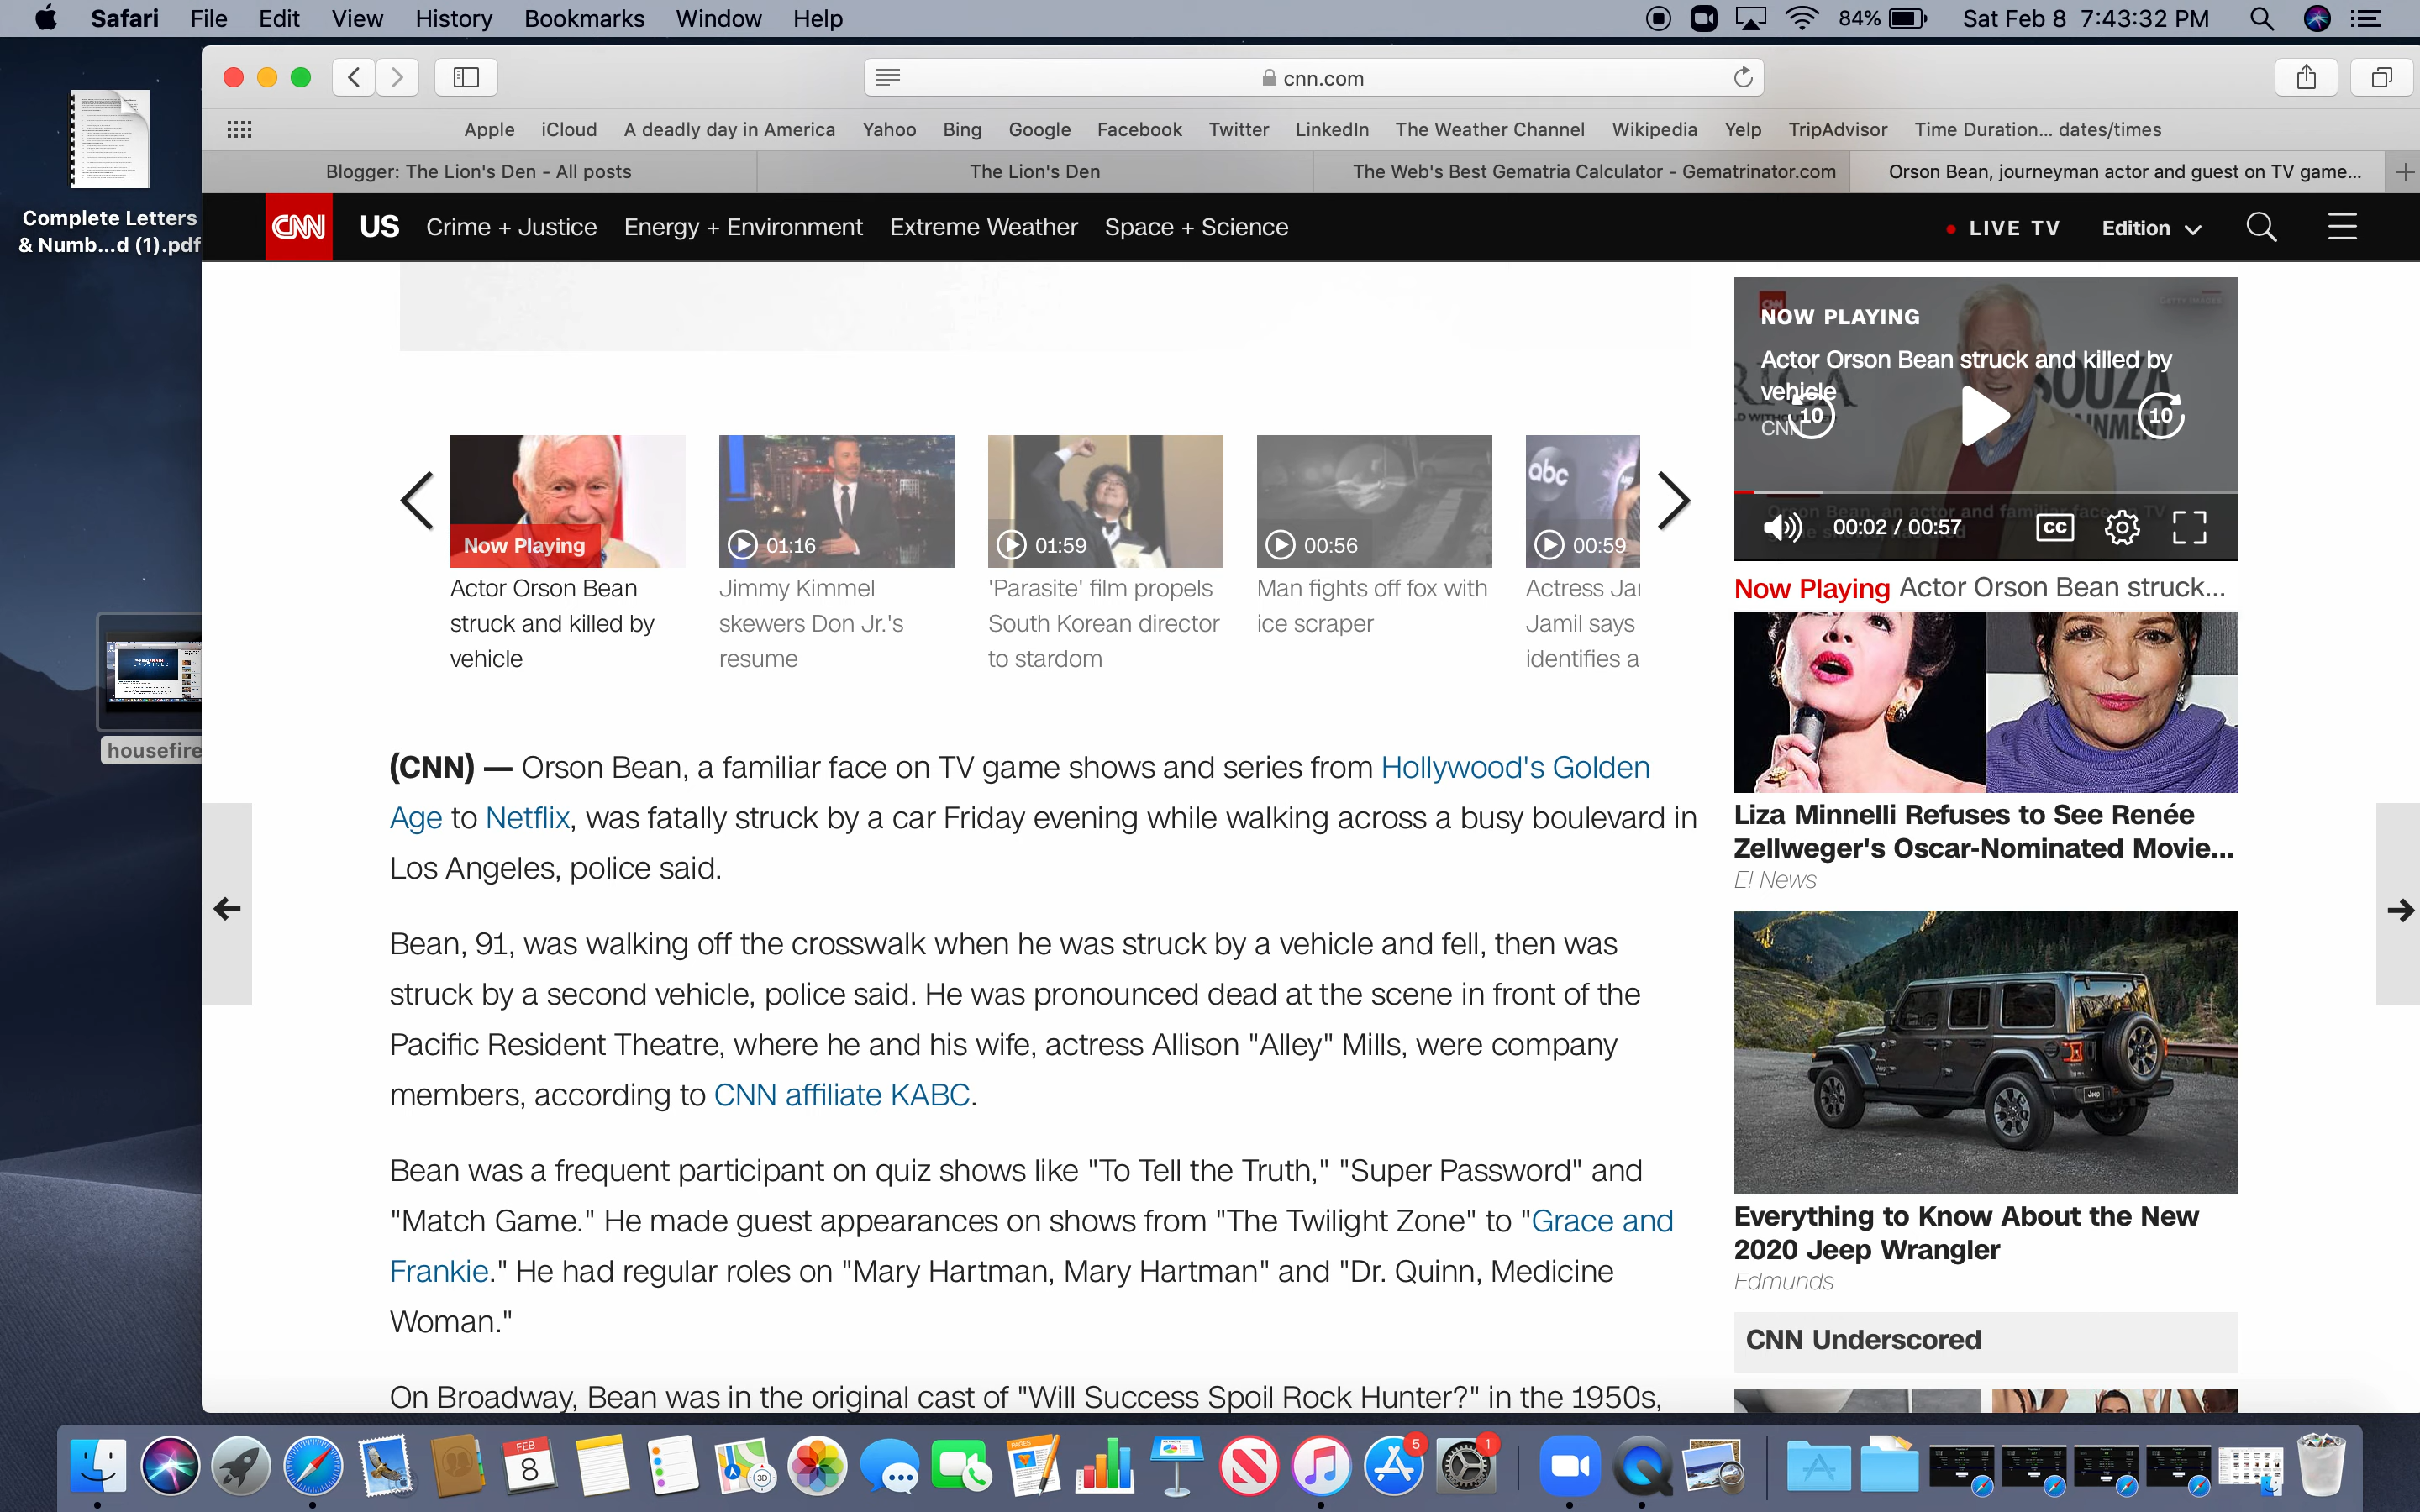 Safari File Edit View History Bookmarks Window Help 84% Sat Feb 8 7:43:32 PM
cnn.com
Apple iCloud A deadly day in America Yahoo Bing Google Facebook Twitter LinkedIn The Weather Channel Wikipedia Yelp TripAdvisor Time Duration... dates/times
Blogger: The Lion's Den - All posts The Lion's Den The Web's Best Gematria Calculator - Gematrinator.com Orson Bean, journeyman actor and guest on TV game...
Complete Letters
& Numb...d (1).pdf
housefire
CNN US Crime + Justice Energy + Environment Extreme Weather Space + Science LIVE TV Edition
Now Playing
Actor Orson Bean
struck and killed by
vehicle
01:16
Jimmy Kimmel
skewers Don Jr.'s
resume
01:59
'Parasite' film propels
South Korean director
to stardom
00:56
Man fights off fox with
ice scraper
abc
00:59
Actress Jar
Jamil says
identifies a
(CNN) — Orson Bean, a familiar face on TV game shows and series from Hollywood's Golden
Age to Netflix, was fatally struck by a car Friday evening while walking across a busy boulevard in
Los Angeles, police said.
Bean, 91, was walking off the crosswalk when he was struck by a vehicle and fell, then was
struck by a second vehicle, police said. He was pronounced dead at the scene in front of the
Pacific Resident Theatre, where he and his wife, actress Allison "Alley" Mills, were company
members, according to CNN affiliate KABC.
Bean was a frequent participant on quiz shows like "To Tell the Truth," "Super Password" and
"Match Game." He made guest appearances on shows from "The Twilight Zone" to "Grace and
Frankie." He had regular roles on "Mary Hartman, Mary Hartman" and "Dr. Quinn, Medicine
Woman."
On Broadway, Bean was in the original cast of "Will Success Spoil Rock Hunter?" in the 1950s,
CNN
GETTY IMAGES
NOW PLAYING
Actor Orson Bean struck and killed by
vehicle
CNN
10 10
00:02 / 00:57 CC
Now Playing Actor Orson Bean struck...
Liza Minnelli Refuses to See Renée
Zellweger's Oscar-Nominated Movie...
E! News
Jeep
Everything to Know About the New
2020 Jeep Wrangler
Edmunds
CNN Underscored
FEB
8
3D
PAGES
5
1